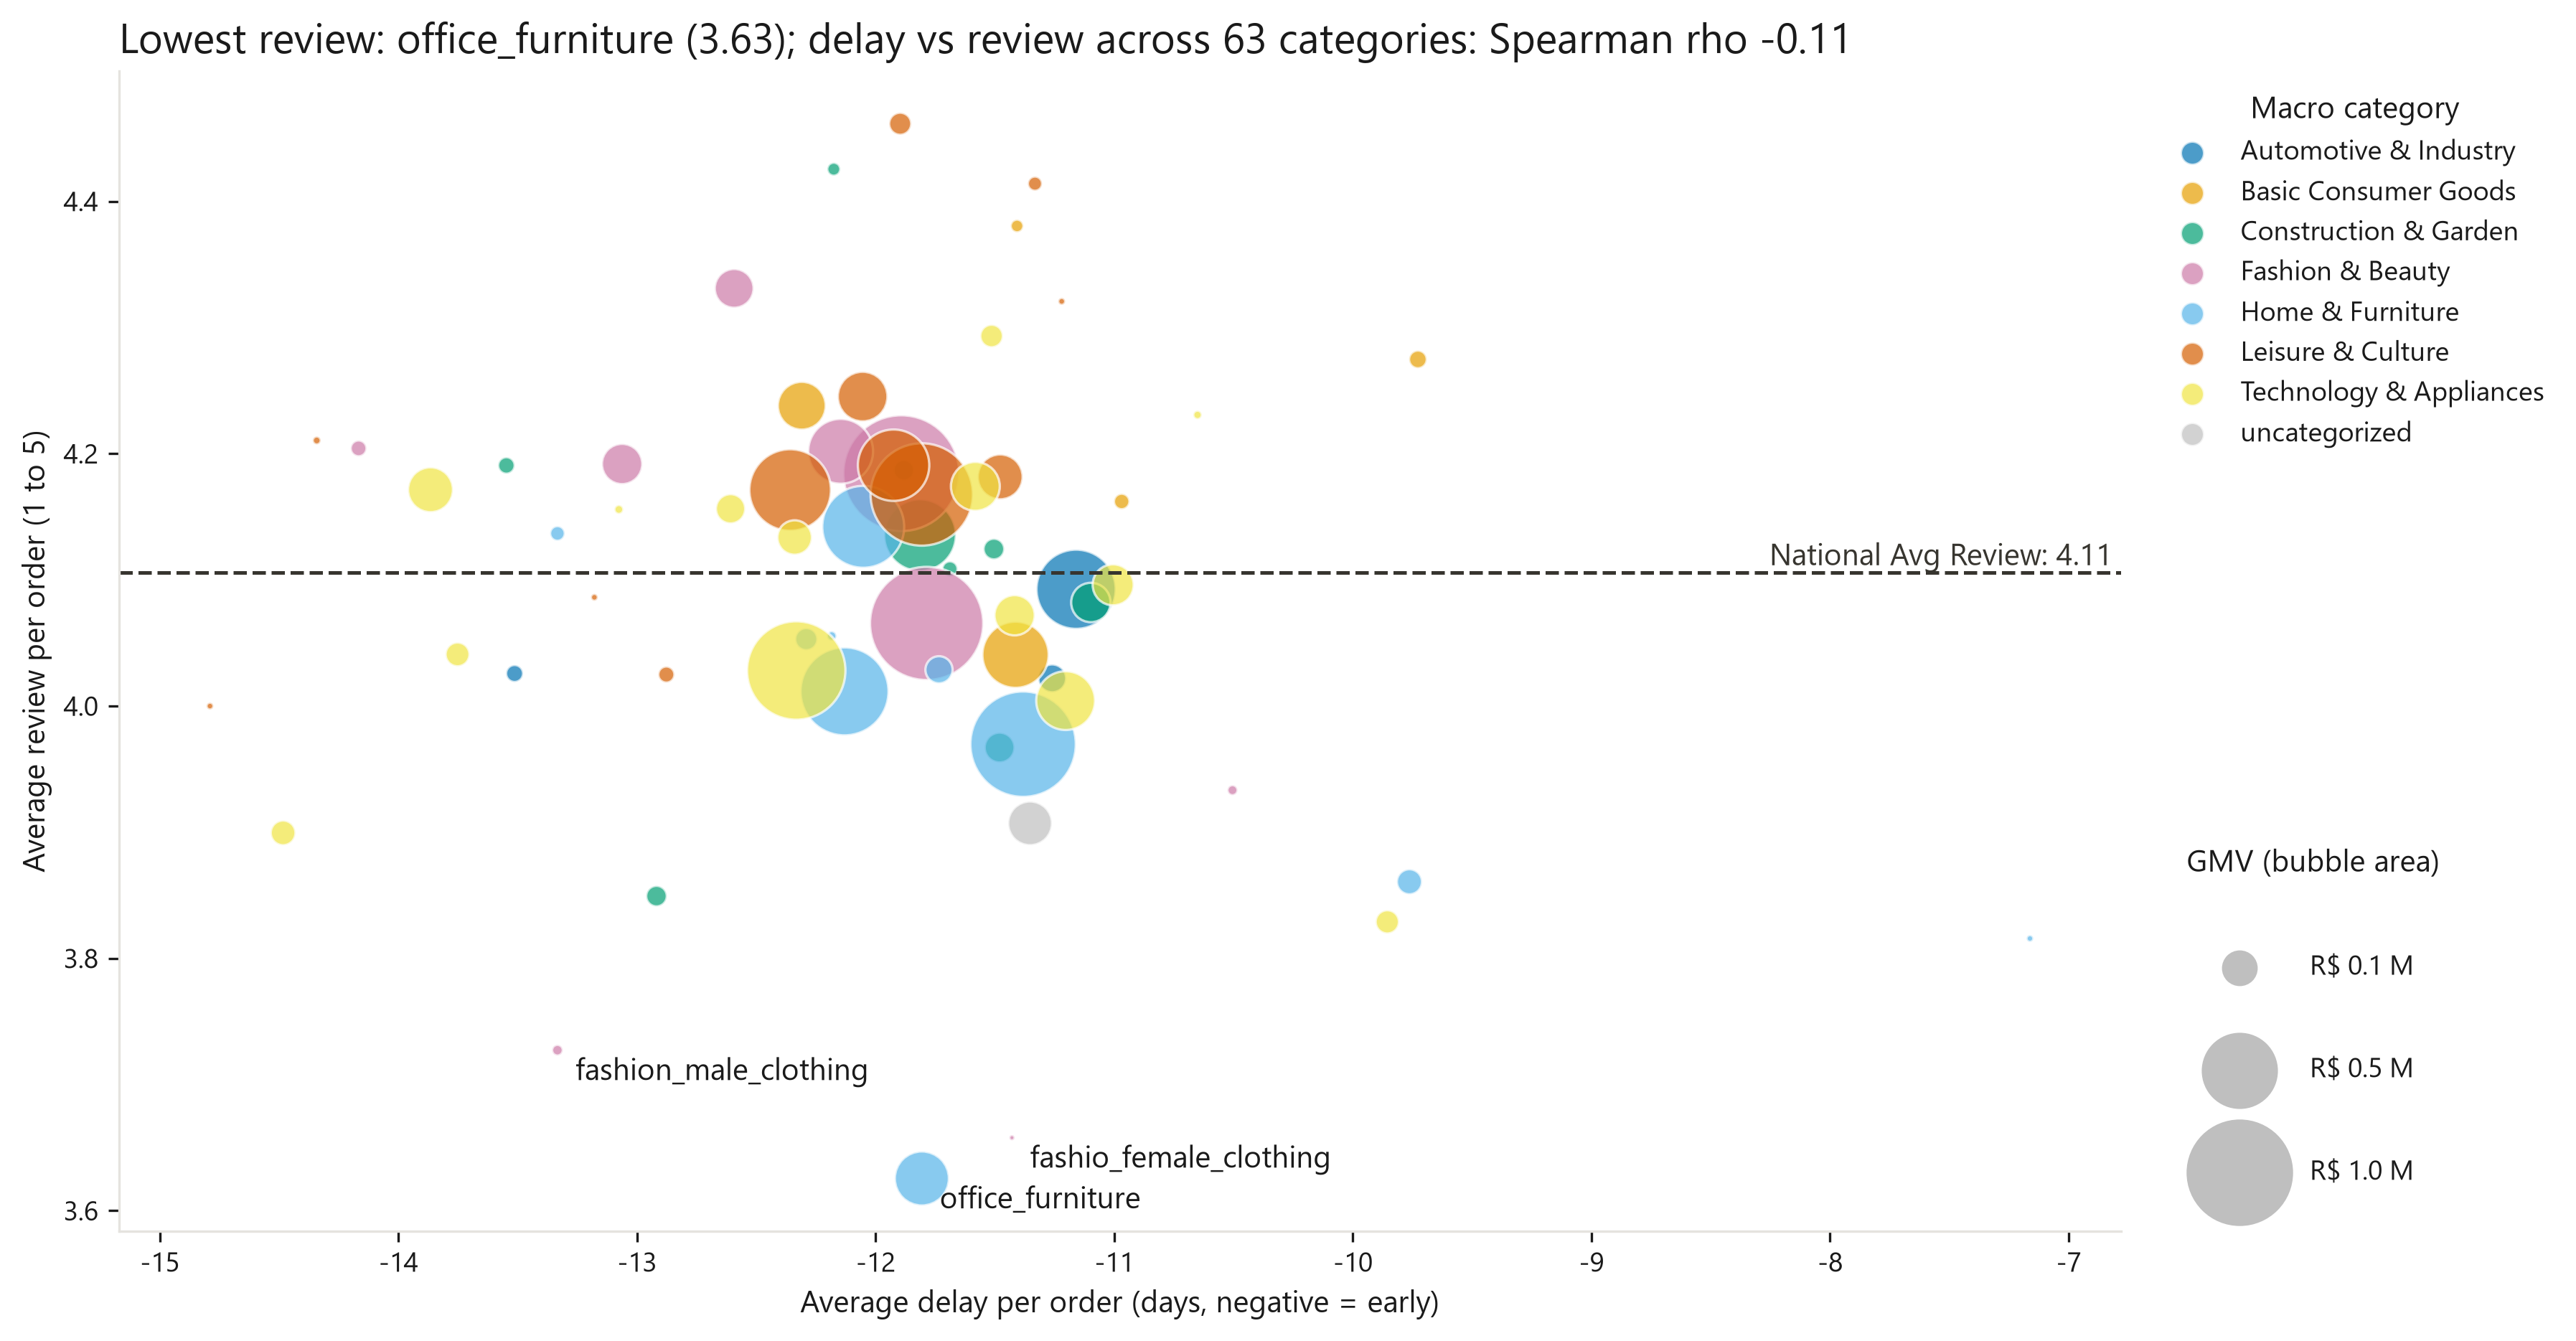 Lowest review: office_furniture (3.63); delay vs review across 63 categories: Spearman rho -0.11
Macro category
Automotive & Industry
Basic Consumer Goods
Construction & Garden
Fashion & Beauty
Home & Furniture
Leisure & Culture
Technology & Appliances
uncategorized
Average review per order (1 to 5)
4.4
4.2
4.0
3.8
3.6
National Avg Review: 4.11
GMV (bubble area)
R$ 0.1 M
R$ 0.5 M
R$ 1.0 M
fashion_male_clothing
fashio_female_clothing
office_furniture
-15
-14
-13
-12
-11
-10
-9
-8
-7
Average delay per order (days, negative = early)